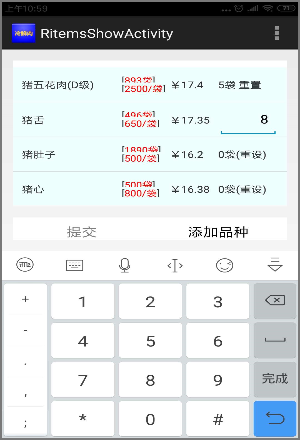 上午10:59
RitemsShowActivity
猪五花肉(D级) [893袋] [2500/袋] ￥17.4 5袋 重置
猪舌 [496袋] [650/袋] ￥17.35 8
猪肚子 [1890袋] [500/袋] ￥16.2 0袋(重设)
猪心 [500袋] [800/袋] ￥16.38 0袋(重设)
提交 添加品种
+ 1 2 3
- 4 5 6
. 7 8 9 完成
, * 0 #
;